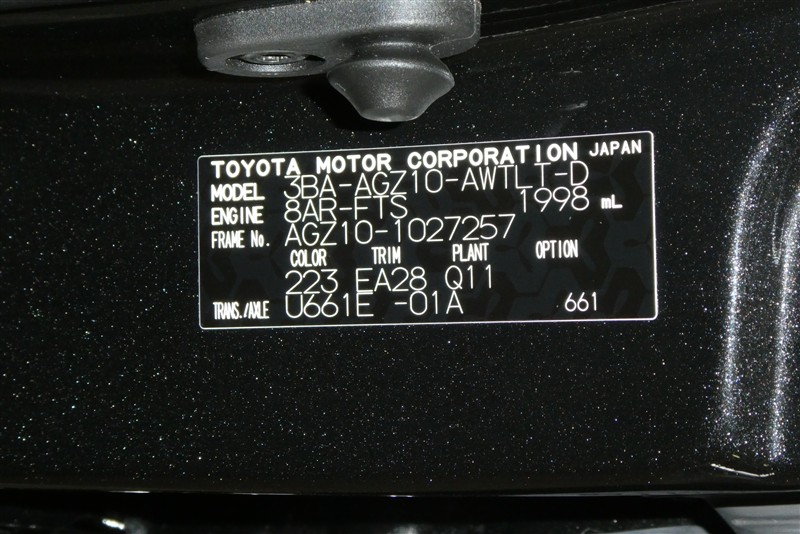 TOYOTA MOTOR CORPORATION JAPAN
MODEL 3BA-AGZ10-AWTLT-D
ENGINE 8AR-FTS 1998 mL
FRAME No. AGZ10-1027257
COLOR TRIM PLANT OPTION
223 EA28 Q11
TRANS./AXLE U661E -01A 661